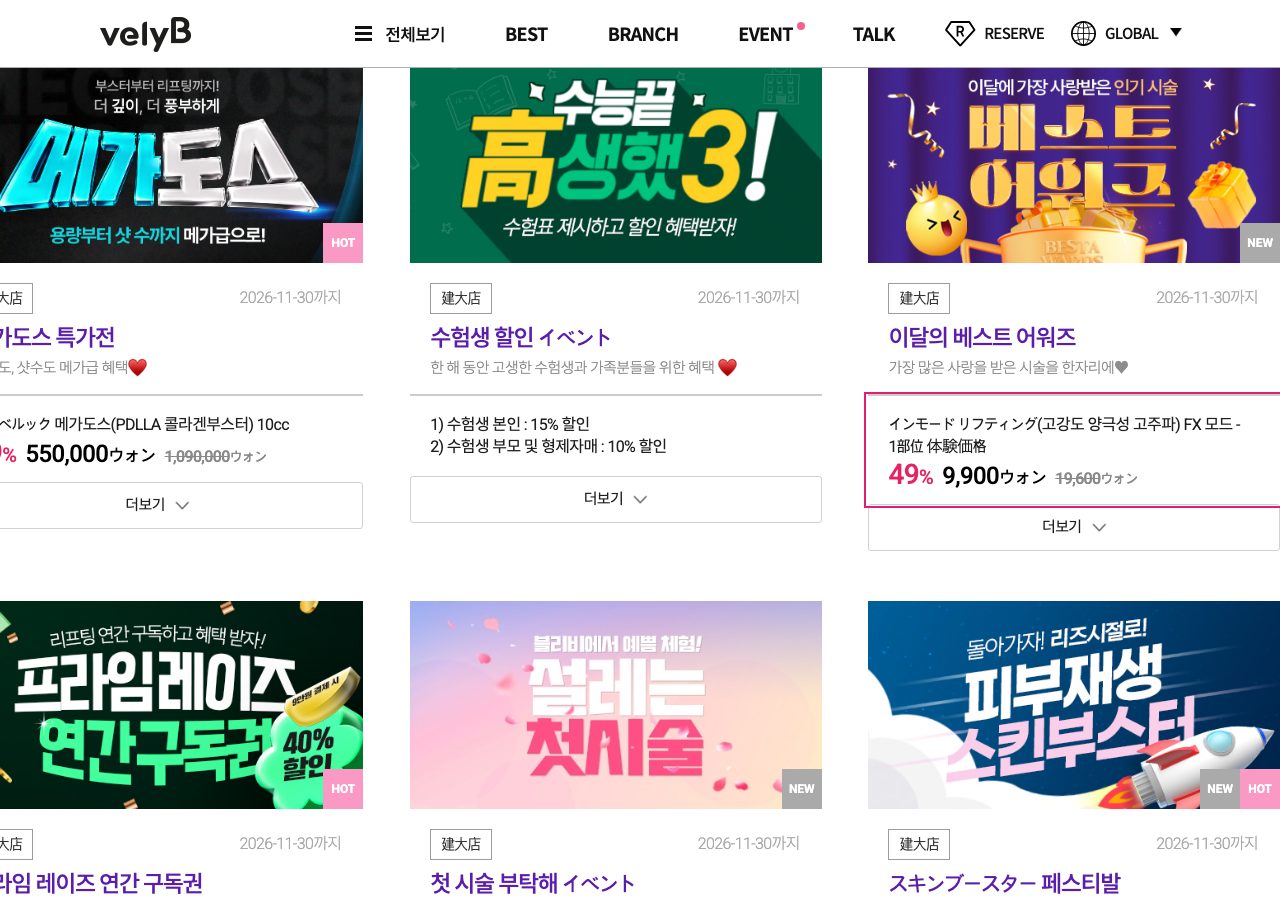 velyB
전체보기
BEST
BRANCH
EVENT
TALK
RESERVE
GLOBAL
부스터부터 리프팅까지!
더 깊이, 더 풍부하게
메가도스
용량부터 샷 수까지 메가급으로!
HOT
수능끝
高생했3!
수험표 제시하고 할인 혜택받자!
이달에 가장 사랑받은 인기 시술
베스트
어워즈
BEST A
AWARDS
NEW
大店
2026-11-30까지
가도스 특가전
도, 샷수도 메가급 혜택❤️
ベルック 메가도스(PDLLA 콜라겐부스터) 10cc
% 550,000ウォン 1,090,000ウォン
더보기
建大店
2026-11-30까지
수험생 할인 イベント
한 해 동안 고생한 수험생과 가족분들을 위한 혜택 ❤️
1) 수험생 본인 : 15% 할인
2) 수험생 부모 및 형제자매 : 10% 할인
더보기
建大店
2026-11-30까지
이달의 베스트 어워즈
가장 많은 사랑을 받은 시술을 한자리에♥
インモード リフティング(고강도 양극성 고주파) FX 모드 -
1部位 体験価格
49% 9,900ウォン 19,600ウォン
더보기
리프팅 연간 구독하고 혜택 받자!
프라임레이즈
연간구독권
9만원 결제 시
40%
할인
HOT
블리비에서 예쁨 체험!
설레는
첫시술
NEW
돌아가자! 리즈시절로!
피부재생
스킨부스터
NEW
HOT
大店
2026-11-30까지
라임 레이즈 연간 구독권
建大店
2026-11-30까지
첫 시술 부탁해 イベント
建大店
2026-11-30까지
スキンブースター 페스티발